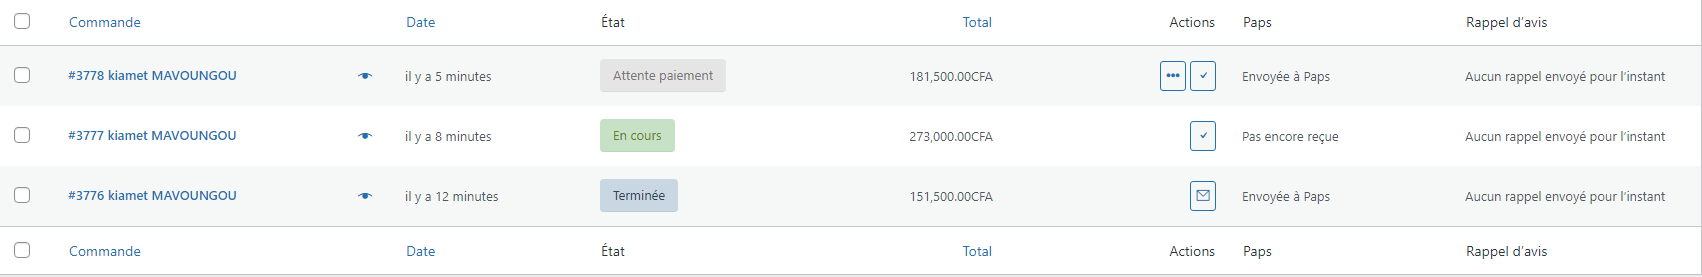 Commande Date État Total Actions Paps Rappel d’avis
#3778 kiamet MAVOUNGOU il y a 5 minutes Attente paiement 181,500.00CFA Envoyée à Paps Aucun rappel envoyé pour l’instant
#3777 kiamet MAVOUNGOU il y a 8 minutes En cours 273,000.00CFA Pas encore reçue Aucun rappel envoyé pour l’instant
#3776 kiamet MAVOUNGOU il y a 12 minutes Terminée 151,500.00CFA Envoyée à Paps Aucun rappel envoyé pour l’instant
Commande Date État Total Actions Paps Rappel d’avis